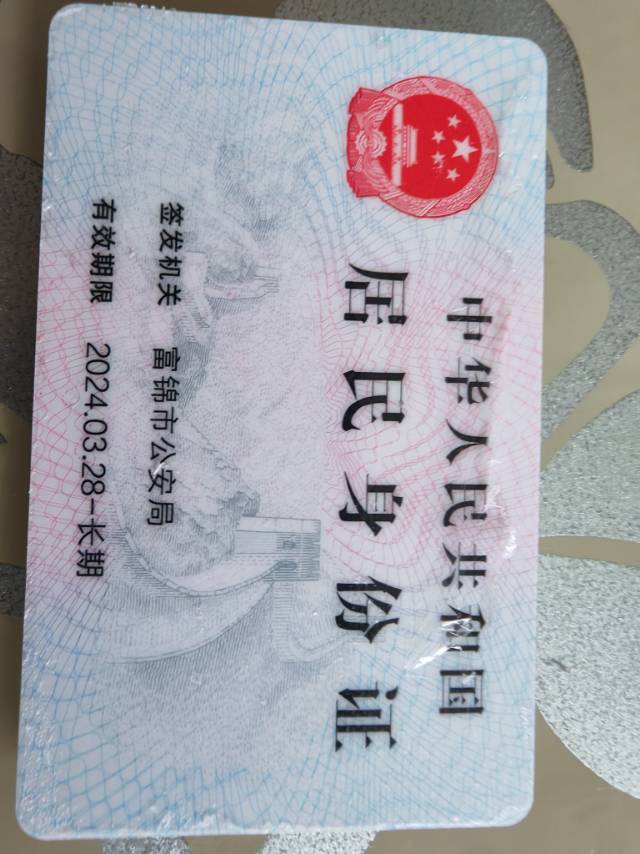 中华人民共和国
居民身份证
签发机关 富锦市公安局
有效期限 2024.03.28-长期